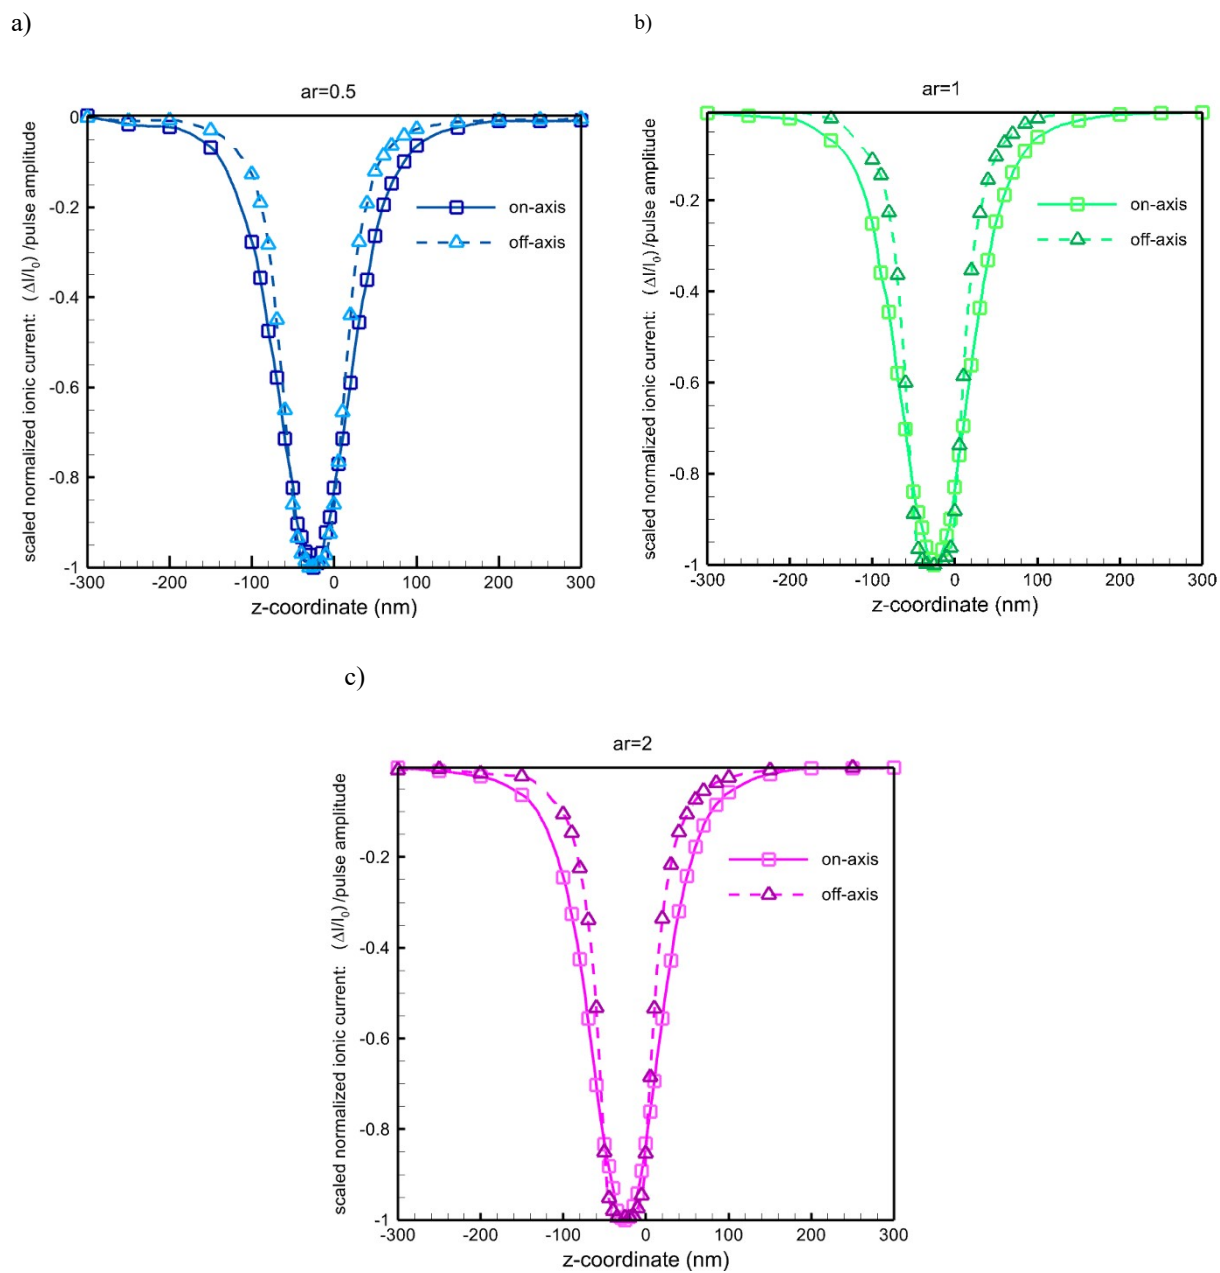 a)
b)
ar=0.5
ar=1
0
-0.2
-0.4
-0.6
-0.8
-1
scaled normalized ionic current: (ΔI/I₀)/pulse amplitude
on-axis
off-axis
-300 -200 -100 0 100 200 300
z-coordinate (nm)
-0.2
-0.4
-0.6
-0.8
-1
scaled normalized ionic current: (ΔI/I₀)/pulse amplitude
on-axis
off-axis
-300 -200 -100 0 100 200 300
z-coordinate (nm)
c)
ar=2
-0.2
-0.4
-0.6
-0.8
-1
scaled normalized ionic current: (ΔI/I₀)/pulse amplitude
on-axis
off-axis
-300 -200 -100 0 100 200 300
z-coordinate (nm)